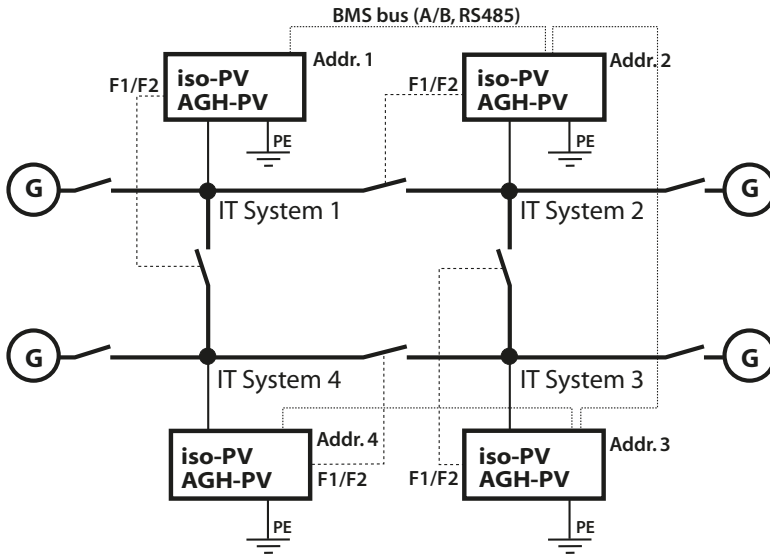 BMS bus (A/B, RS485)
iso-PV
AGH-PV
Addr. 1
F1/F2
PE
iso-PV
AGH-PV
Addr. 2
F1/F2
PE
G
IT System 1
IT System 2
G
G
IT System 4
IT System 3
G
iso-PV
AGH-PV
Addr. 4
F1/F2
PE
iso-PV
AGH-PV
Addr. 3
F1/F2
PE